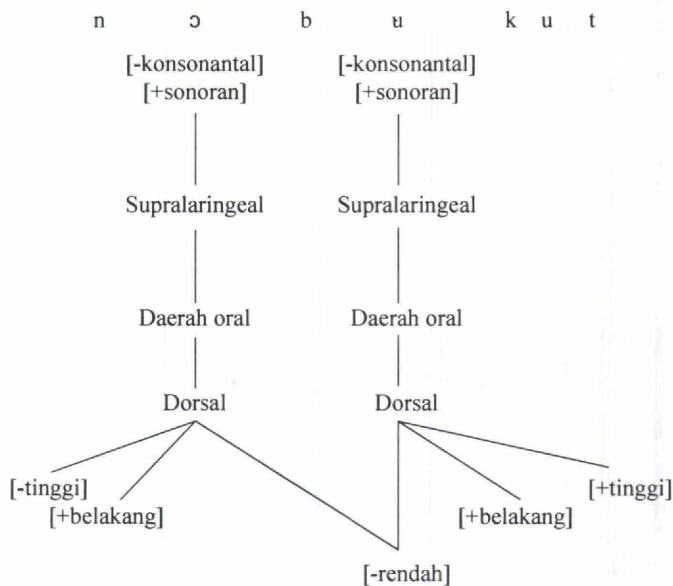 n ɔ b ʉ k u t
[-konsonantal] [-konsonantal]
[+sonoran] [+sonoran]
Supralaringeal Supralaringeal
Daerah oral Daerah oral
Dorsal Dorsal
[-tinggi] [+tinggi]
[+belakang] [+belakang]
[-rendah]